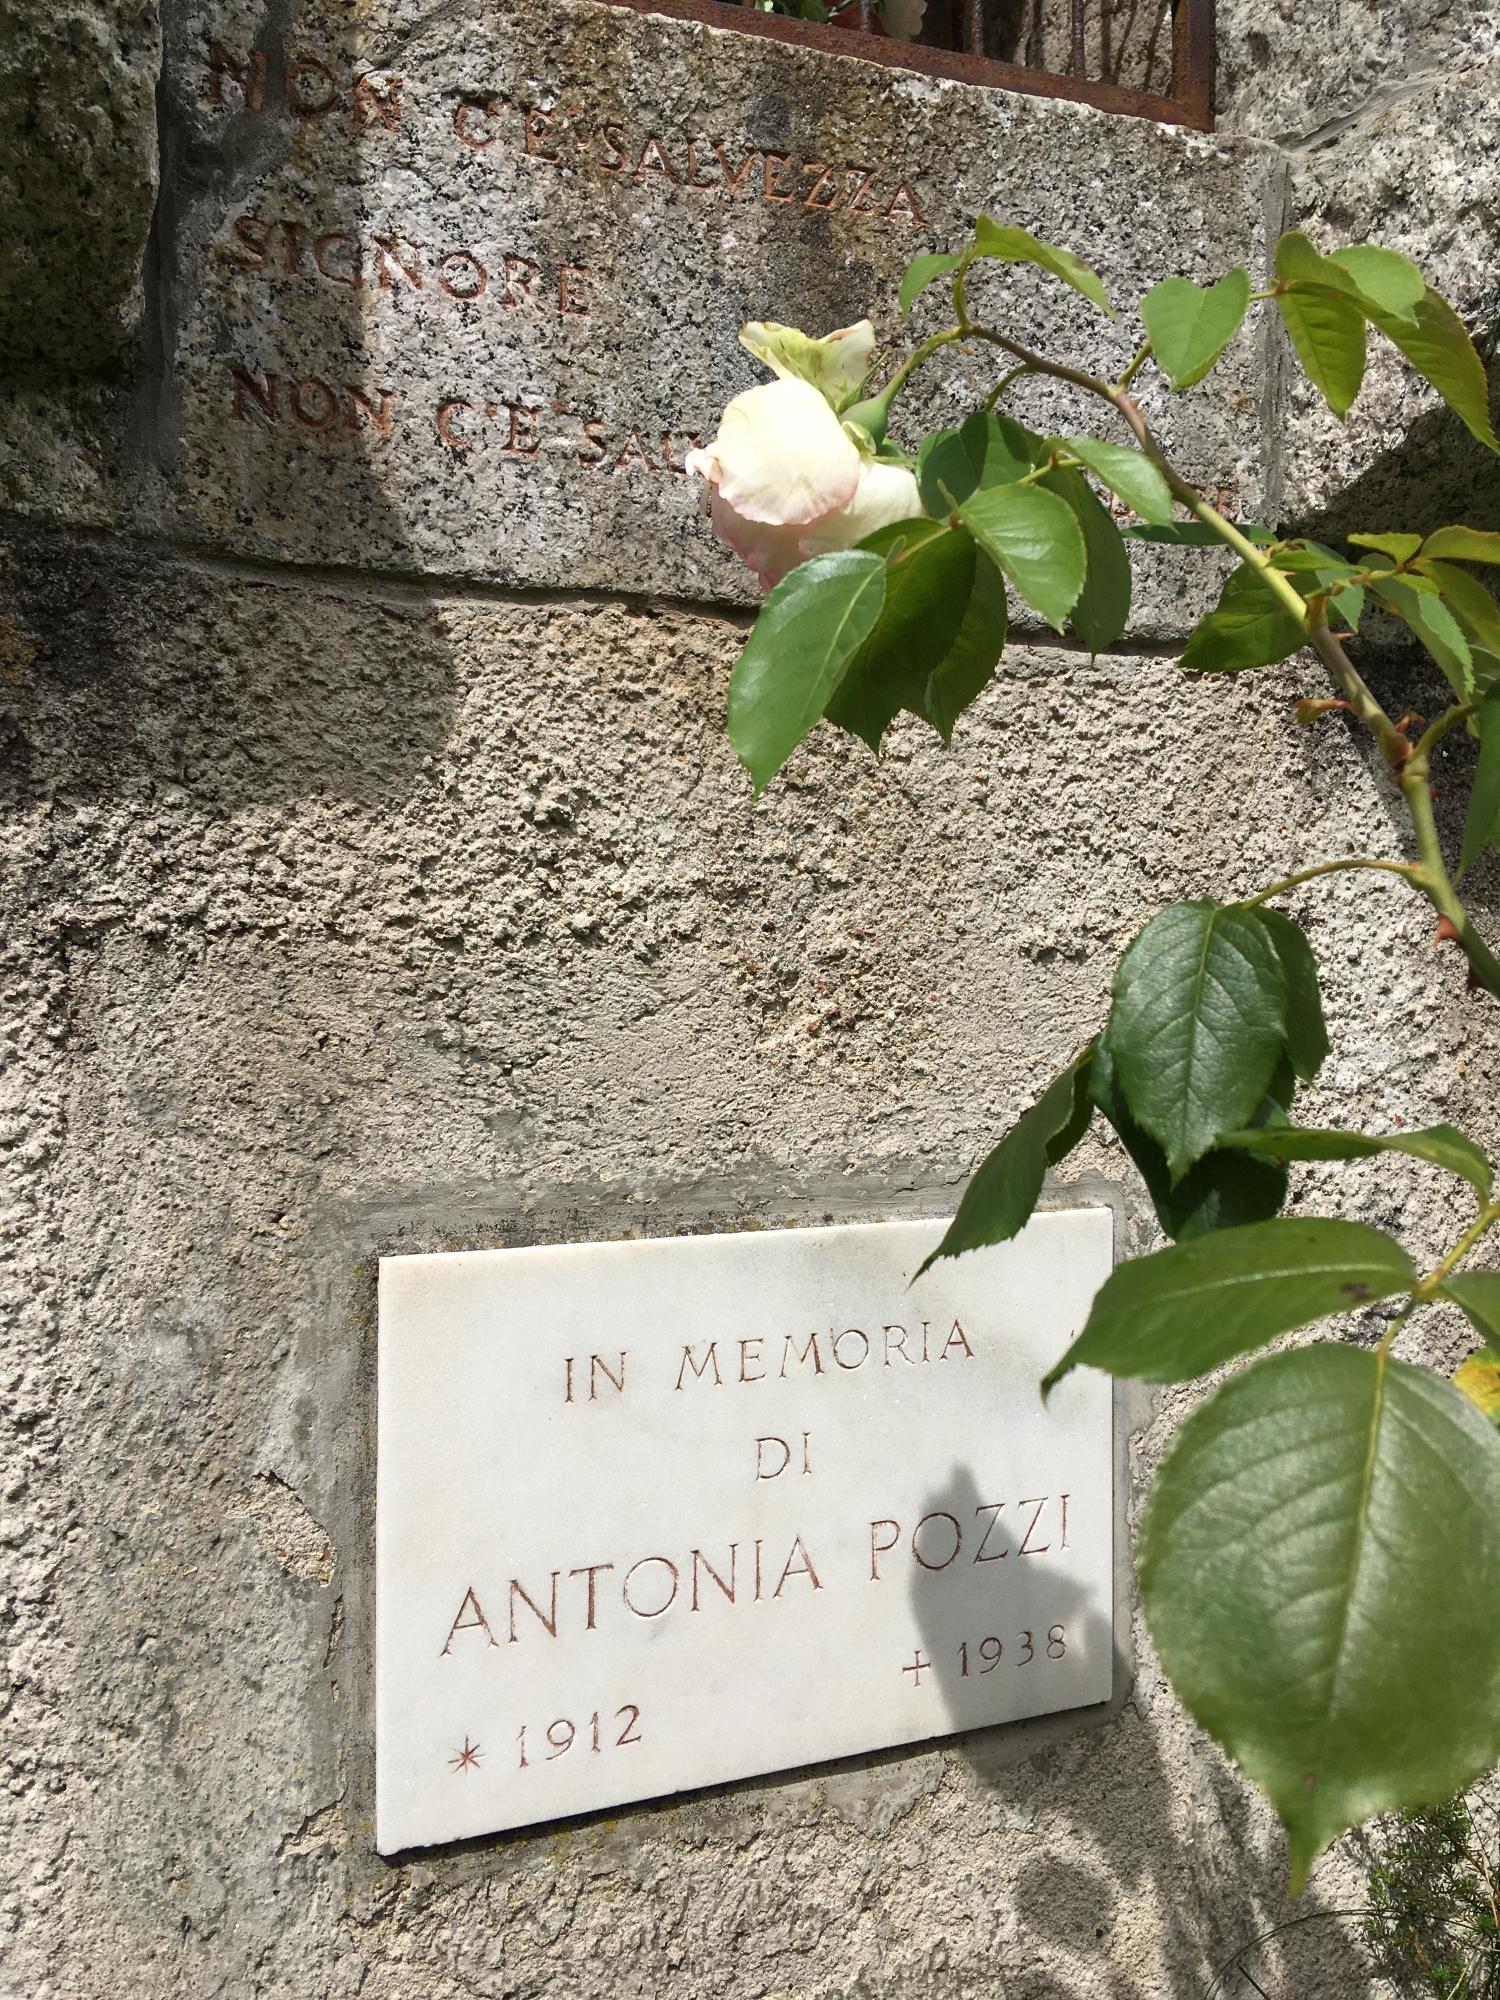 NON C'E' SALVEZZA
SIGNORE
NON C'E' 
IN MEMORIA
DI
ANTONIA POZZI
* 1912
+ 1938